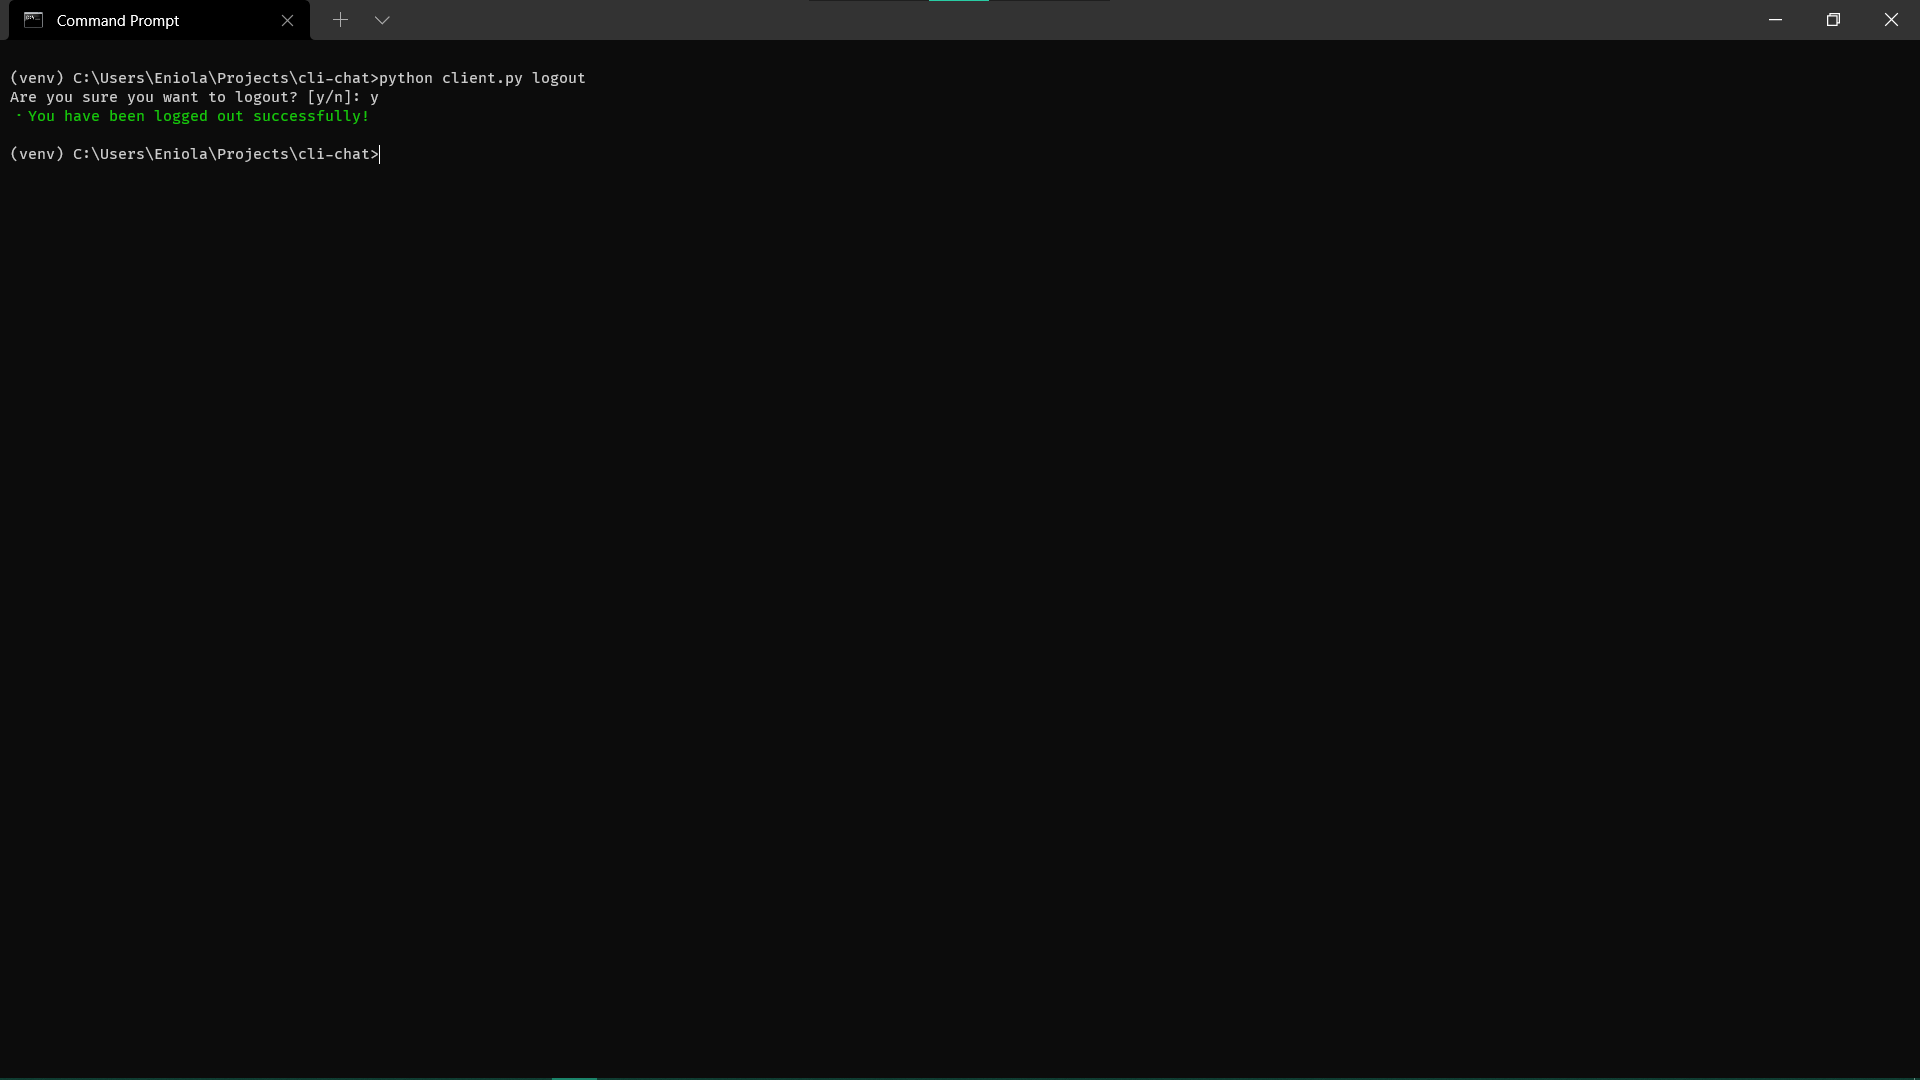 Command Prompt
(venv) C:\Users\Eniola\Projects\cli-chat>python client.py logout
Are you sure you want to logout? [y/n]: y
· You have been logged out successfully!
(venv) C:\Users\Eniola\Projects\cli-chat>